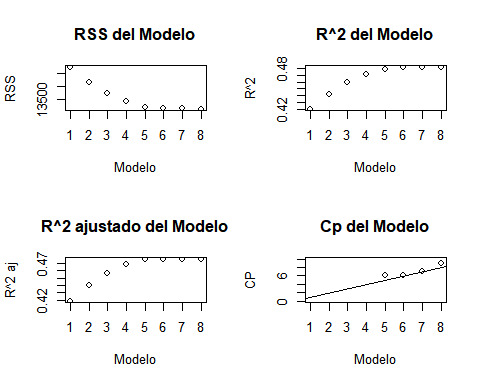 RSS del Modelo
RSS
13500
1 2 3 4 5 6 7 8
Modelo
R^2 del Modelo
R^2
0.48
0.42
1 2 3 4 5 6 7 8
Modelo
R^2 ajustado del Modelo
R^2 aj
0.47
0.42
1 2 3 4 5 6 7 8
Modelo
Cp del Modelo
CP
6
0
1 2 3 4 5 6 7 8
Modelo